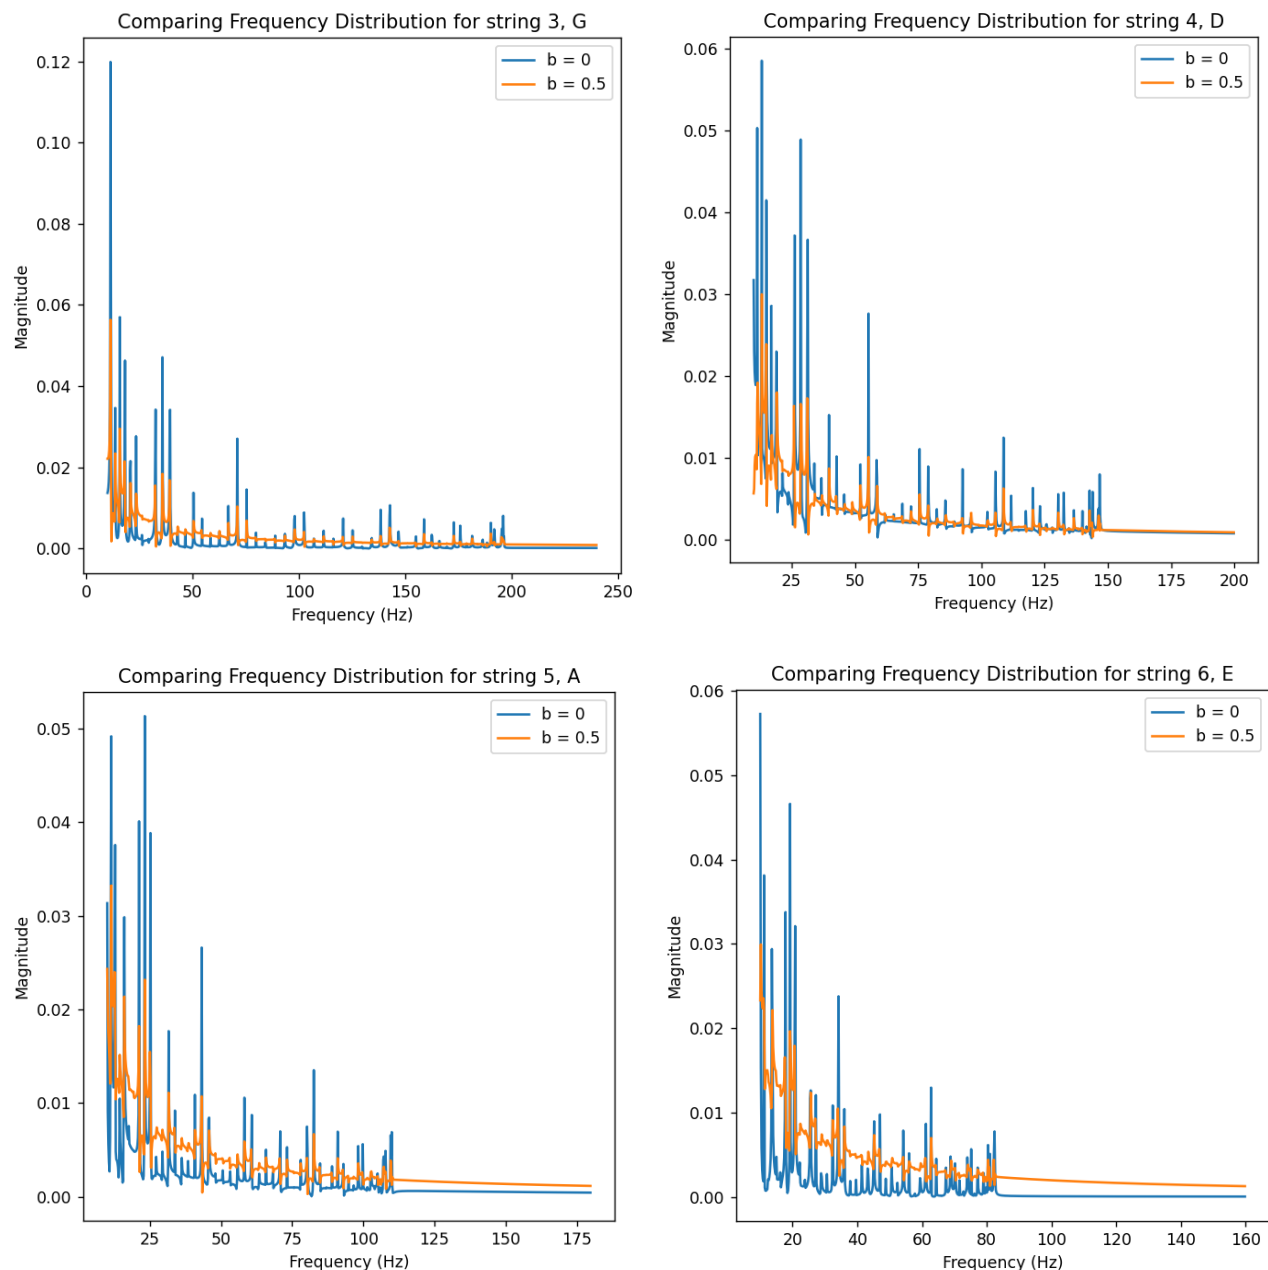 Comparing Frequency Distribution for string 3, G
b = 0
b = 0.5
0.12
0.10
0.08
0.06
0.04
0.02
0.00
Magnitude
0 50 100 150 200 250
Frequency (Hz)
Comparing Frequency Distribution for string 4, D
b = 0
b = 0.5
0.06
0.05
0.04
0.03
0.02
0.01
0.00
Magnitude
25 50 75 100 125 150 175 200
Frequency (Hz)
Comparing Frequency Distribution for string 5, A
b = 0
b = 0.5
0.05
0.04
0.03
0.02
0.01
0.00
Magnitude
25 50 75 100 125 150 175
Frequency (Hz)
Comparing Frequency Distribution for string 6, E
b = 0
b = 0.5
0.06
0.05
0.04
0.03
0.02
0.01
0.00
Magnitude
20 40 60 80 100 120 140 160
Frequency (Hz)